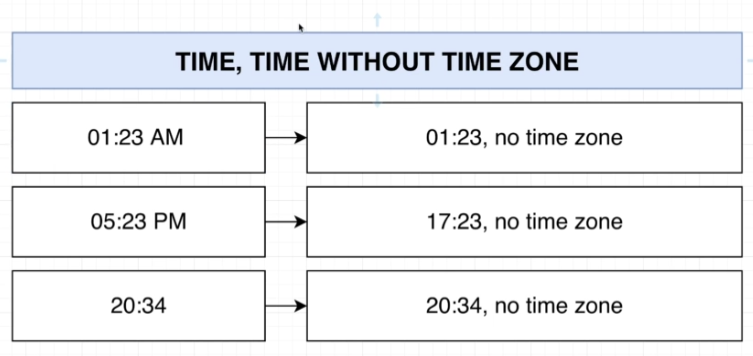 TIME, TIME WITHOUT TIME ZONE
01:23 AM
01:23, no time zone
05:23 PM
17:23, no time zone
20:34
20:34, no time zone